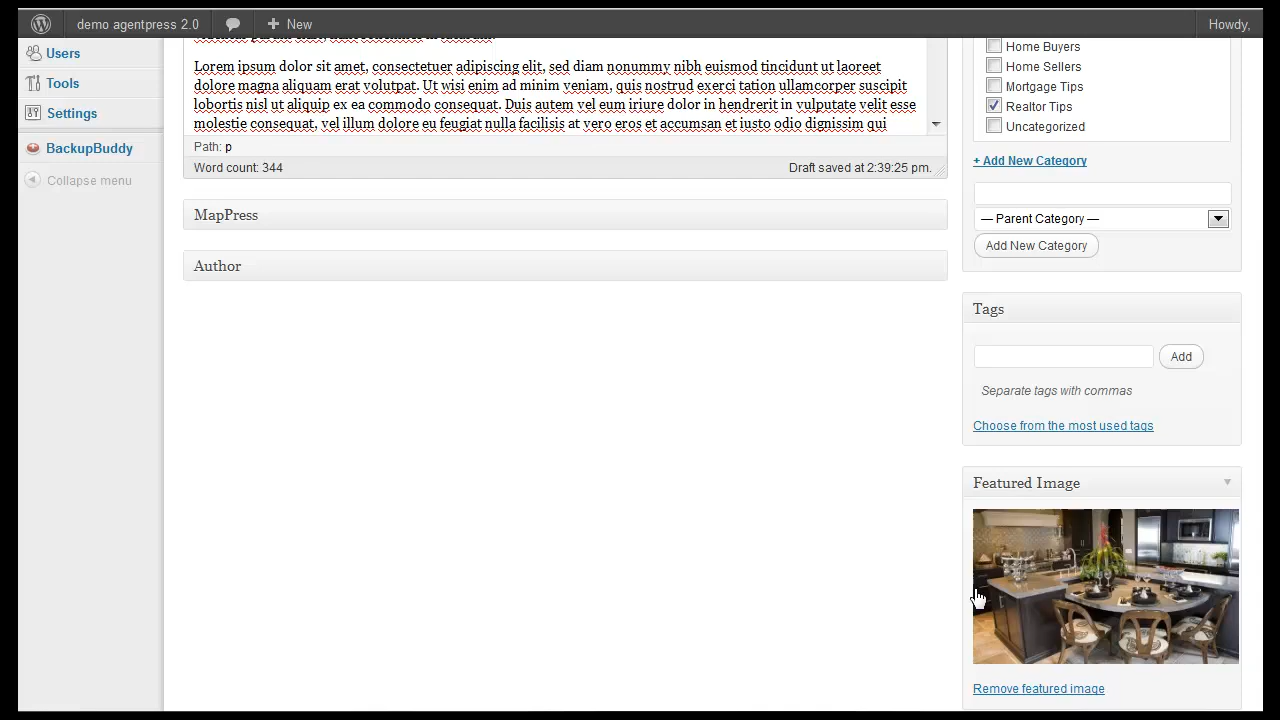 demo agentpress 2.0
New
Howdy,
Users
Tools
Settings
BackupBuddy
Collapse menu
Lorem ipsum dolor sit amet, consectetuer adipiscing elit, sed diam nonummy nibh euismod tincidunt ut laoreet
dolore magna aliquam erat volutpat. Ut wisi enim ad minim veniam, quis nostrud exerci tation ullamcorper suscipit
lobortis nisl ut aliquip ex ea commodo consequat. Duis autem vel eum iriure dolor in hendrerit in vulputate velit esse
molestie consequat, vel illum dolore eu feugiat nulla facilisis at vero eros et accumsan et iusto odio dignissim qui
Path: p
Word count: 344
Draft saved at 2:39:25 pm.
MapPress
Author
Home Buyers
Home Sellers
Mortgage Tips
Realtor Tips
Uncategorized
+ Add New Category
— Parent Category —
Add New Category
Tags
Add
Separate tags with commas
Choose from the most used tags
Featured Image
Remove featured image